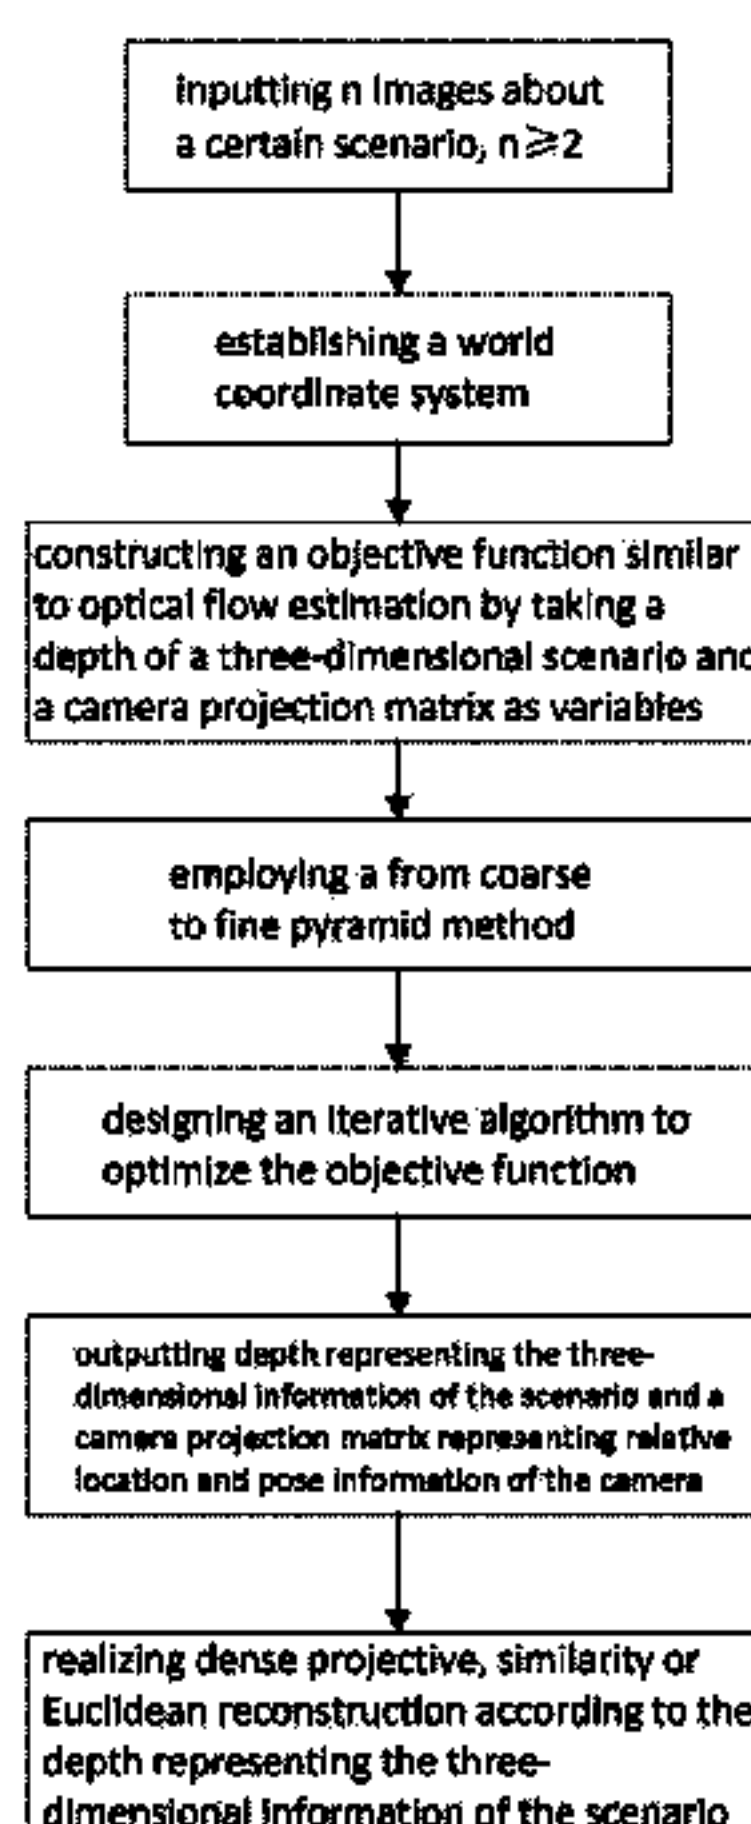 inputting n images about
a certain scenario, n≥2
establishing a world
coordinate system
constructing an objective function similar
to optical flow estimation by taking a
depth of a three-dimensional scenario and
a camera projection matrix as variables
employing a from coarse
to fine pyramid method
designing an iterative algorithm to
optimize the objective function
outputting depth representing the three-
dimensional information of the scenario and a
camera projection matrix representing relative
location and pose information of the camera
realizing dense projective, similarity or
Euclidean reconstruction according to the
depth representing the three-
dimensional information of the scenario